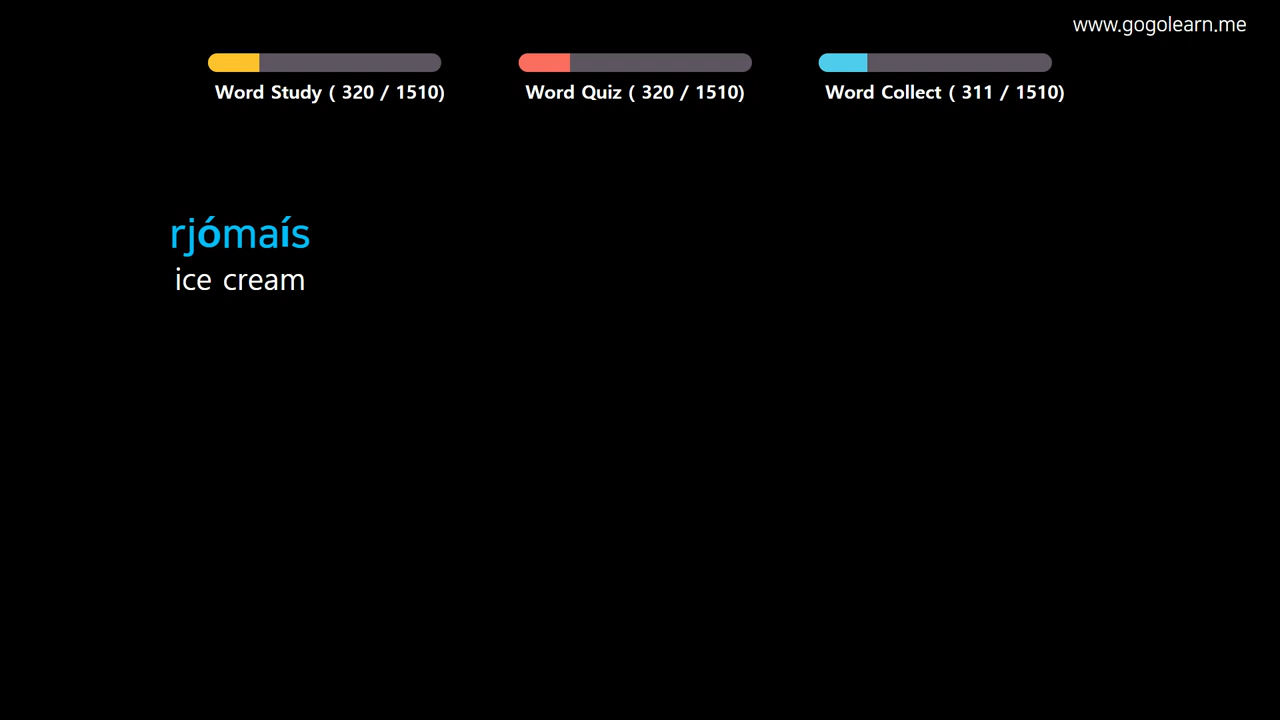 www.gogolearn.me
Word Study ( 320 / 1510)
Word Quiz ( 320 / 1510)
Word Collect ( 311 / 1510)
rjómaís
ice cream